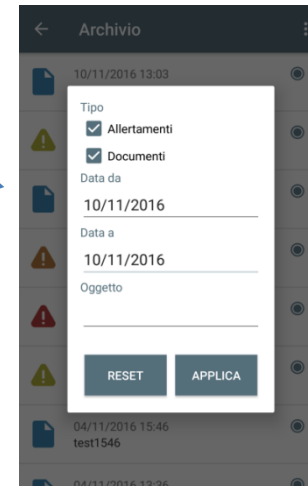 Archivio
10/11/2016 13:03
Tipo
Allertamenti
Documenti
Data da
10/11/2016
Data a
10/11/2016
Oggetto
RESET APPLICA
04/11/2016 15:46
test1546
04/11/2016 13:36